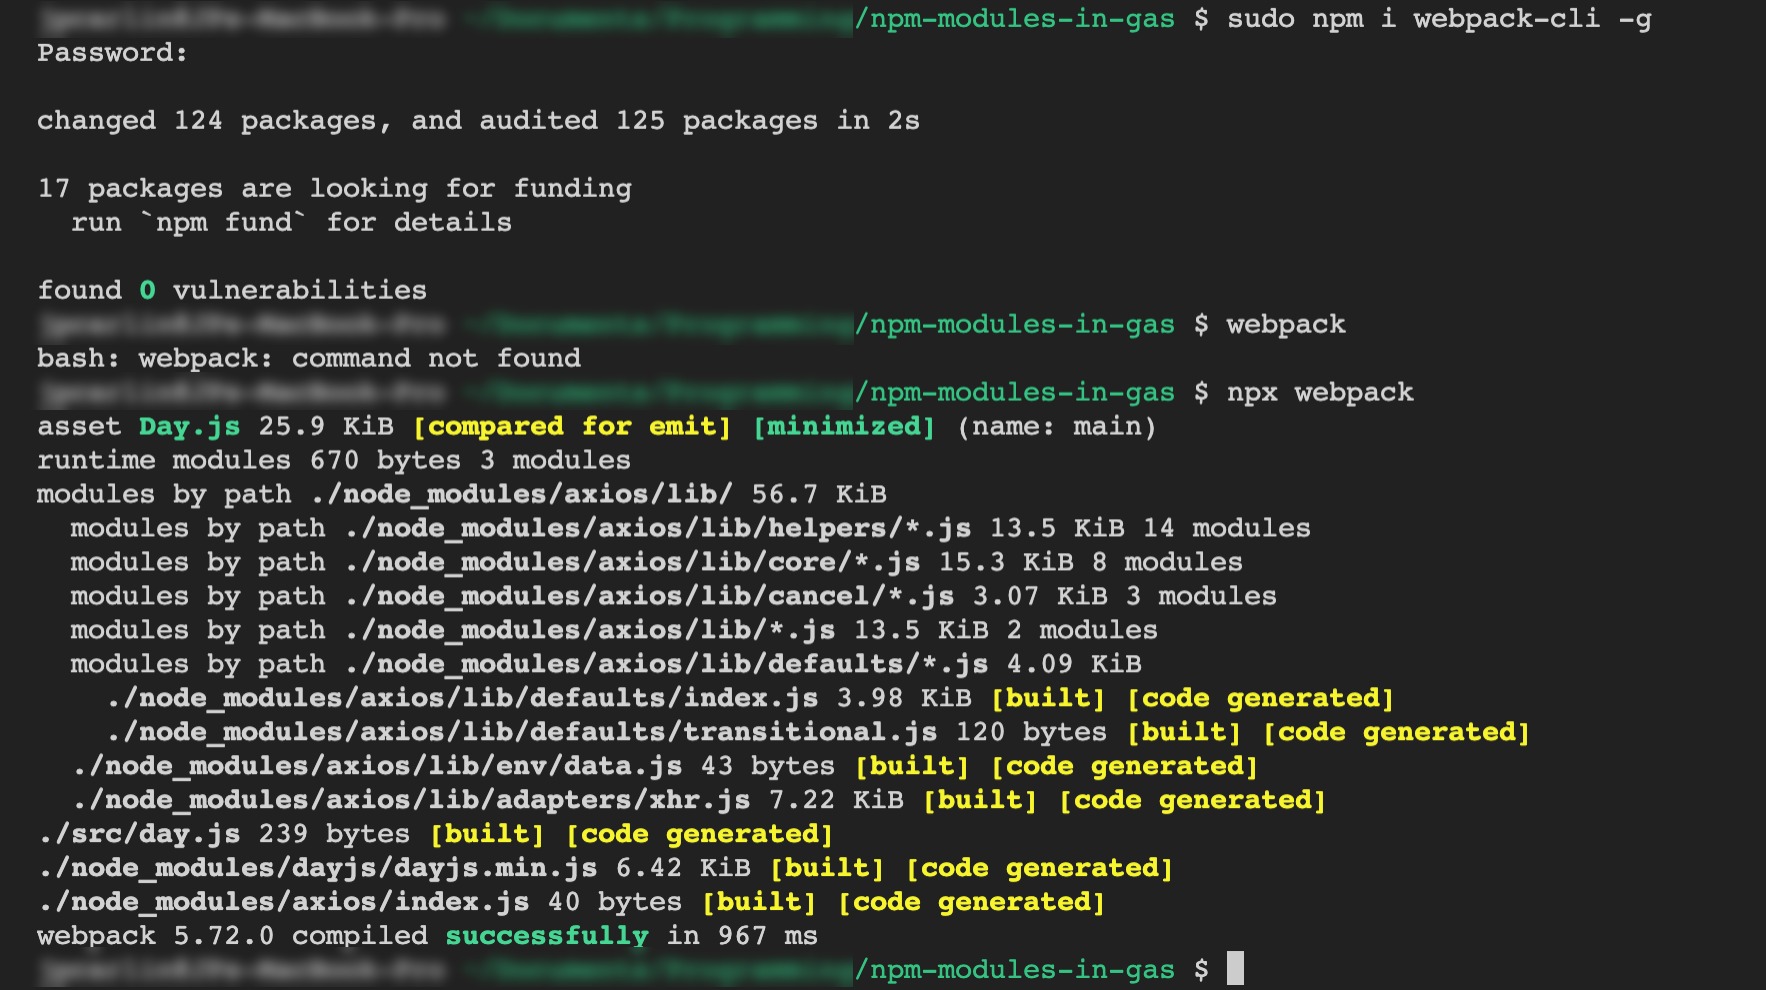 /npm-modules-in-gas $ sudo npm i webpack-cli -g
Password:
changed 124 packages, and audited 125 packages in 2s
17 packages are looking for funding
  run `npm fund` for details
found 0 vulnerabilities
/npm-modules-in-gas $ webpack
bash: webpack: command not found
/npm-modules-in-gas $ npx webpack
asset Day.js 25.9 KiB [compared for emit] [minimized] (name: main)
runtime modules 670 bytes 3 modules
modules by path ./node_modules/axios/lib/ 56.7 KiB
  modules by path ./node_modules/axios/lib/helpers/*.js 13.5 KiB 14 modules
  modules by path ./node_modules/axios/lib/core/*.js 15.3 KiB 8 modules
  modules by path ./node_modules/axios/lib/cancel/*.js 3.07 KiB 3 modules
  modules by path ./node_modules/axios/lib/*.js 13.5 KiB 2 modules
  modules by path ./node_modules/axios/lib/defaults/*.js 4.09 KiB
    ./node_modules/axios/lib/defaults/index.js 3.98 KiB [built] [code generated]
    ./node_modules/axios/lib/defaults/transitional.js 120 bytes [built] [code generated]
  ./node_modules/axios/lib/env/data.js 43 bytes [built] [code generated]
  ./node_modules/axios/lib/adapters/xhr.js 7.22 KiB [built] [code generated]
./src/day.js 239 bytes [built] [code generated]
./node_modules/dayjs/dayjs.min.js 6.42 KiB [built] [code generated]
./node_modules/axios/index.js 40 bytes [built] [code generated]
webpack 5.72.0 compiled successfully in 967 ms
/npm-modules-in-gas $